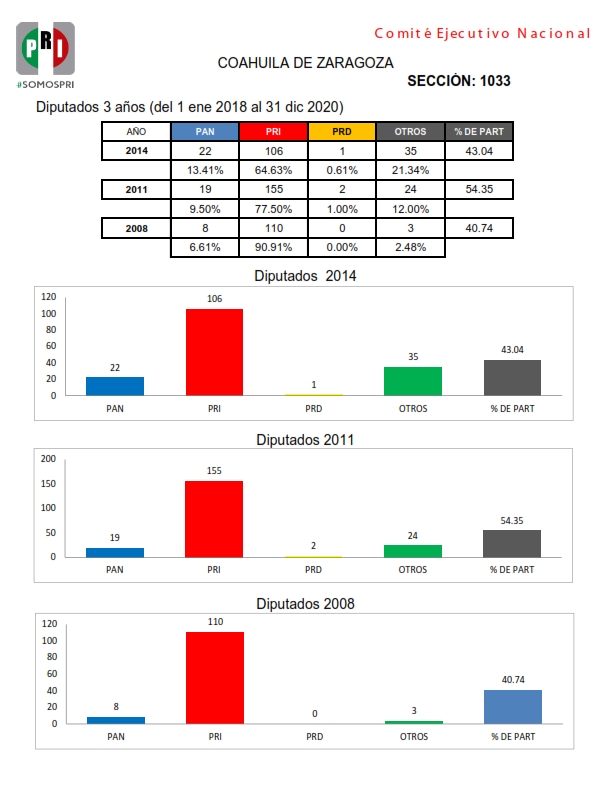 Comité Ejecutivo Nacional
PRI
#SOMOSPRI
COAHUILA DE ZARAGOZA
SECCIÓN: 1033
Diputados 3 años (del 1 ene 2018 al 31 dic 2020)
AÑO PAN PRI PRD OTROS % DE PART
2014 22 106 1 35 43.04
13.41% 64.63% 0.61% 21.34%
2011 19 155 2 24 54.35
9.50% 77.50% 1.00% 12.00%
2008 8 110 0 3 40.74
6.61% 90.91% 0.00% 2.48%
Diputados 2014
120
100
80
60
40
20
0
22 106 1 35 43.04
PAN PRI PRD OTROS % DE PART
Diputados 2011
200
150
100
50
0
19 155 2 24 54.35
PAN PRI PRD OTROS % DE PART
Diputados 2008
120
100
80
60
40
20
0
8 110 0 3 40.74
PAN PRI PRD OTROS % DE PART